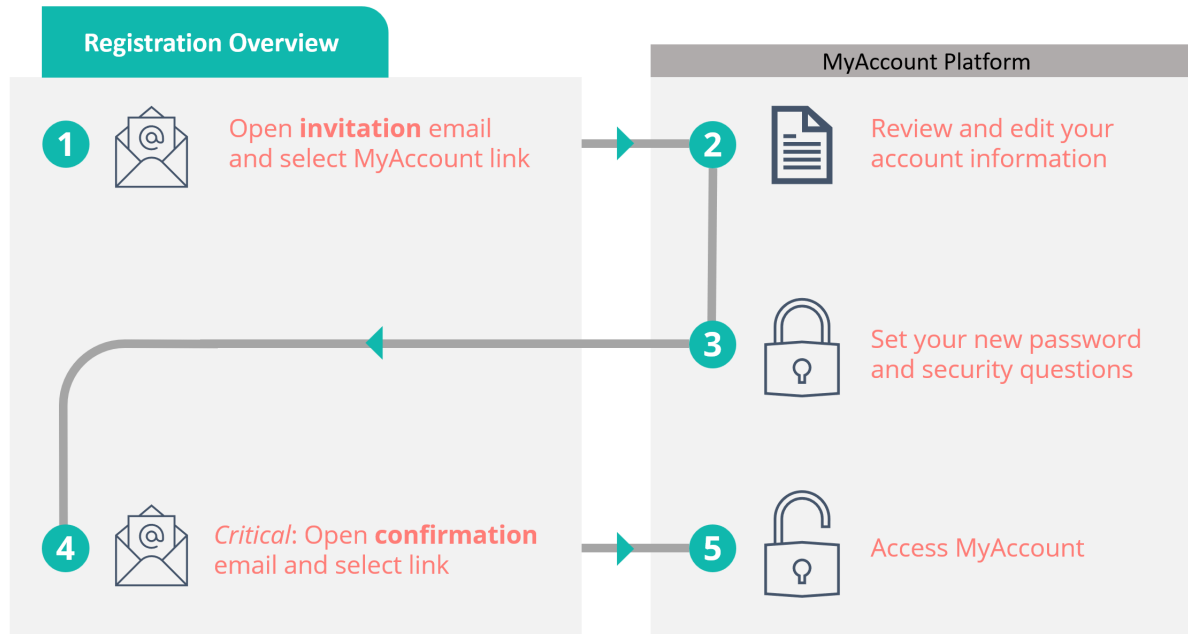 Registration Overview
MyAccount Platform
1
@
Open invitation email
and select MyAccount link
2
Review and edit your
account information
3
Set your new password
and security questions
4
@
Critical: Open confirmation
email and select link
5
Access MyAccount